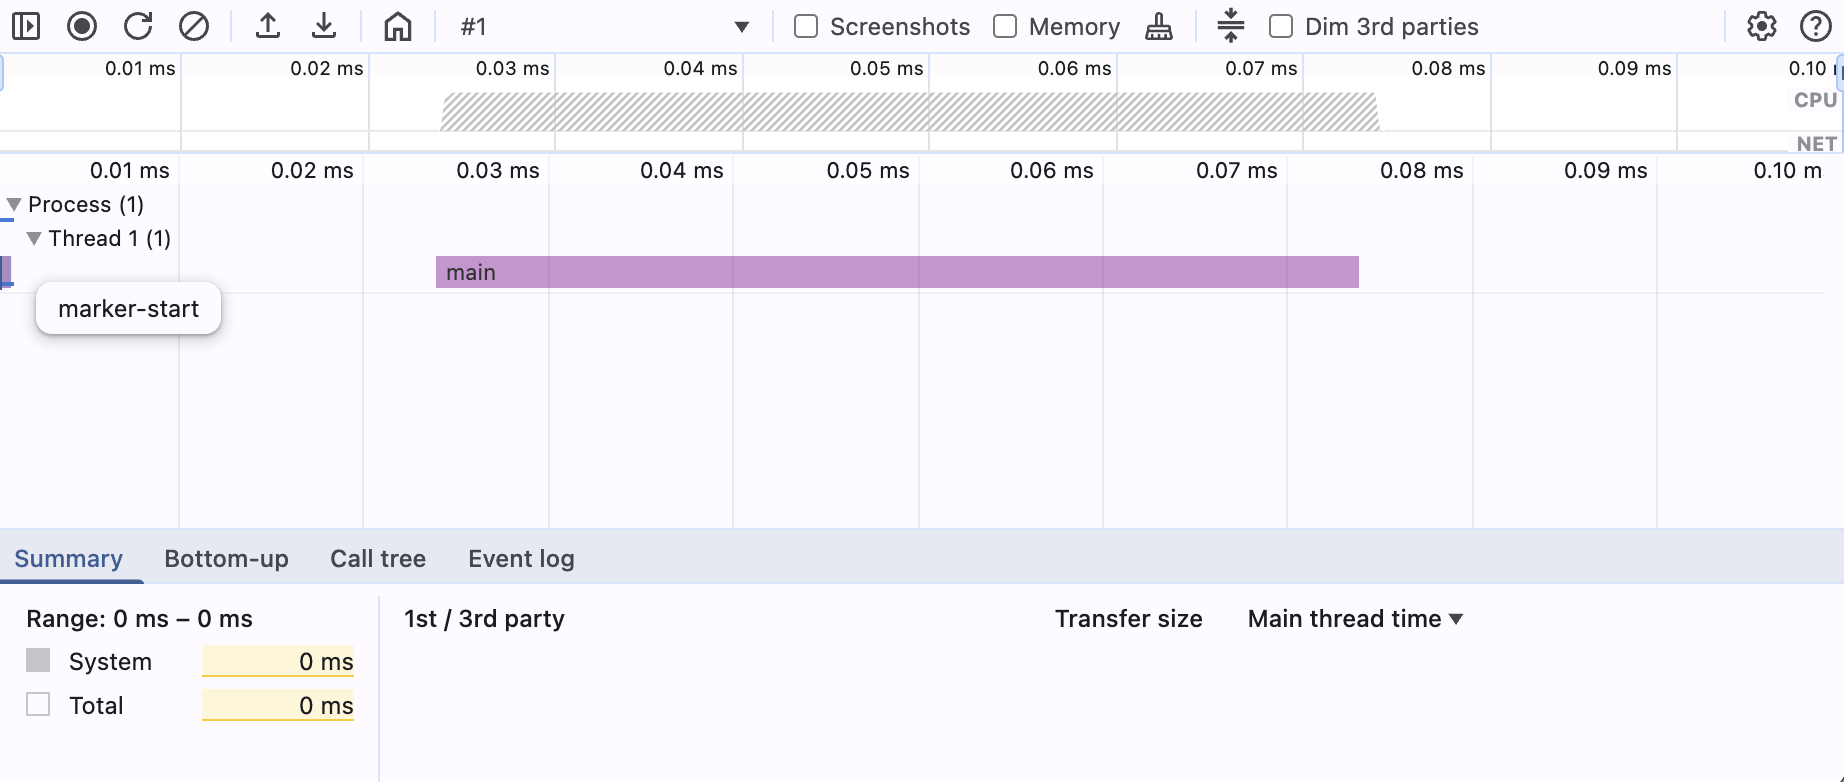 #1 Screenshots Memory Dim 3rd parties
0.01 ms 0.02 ms 0.03 ms 0.04 ms 0.05 ms 0.06 ms 0.07 ms 0.08 ms 0.09 ms 0.10
CPU
NET
0.01 ms 0.02 ms 0.03 ms 0.04 ms 0.05 ms 0.06 ms 0.07 ms 0.08 ms 0.09 ms 0.10 m
Process (1)
Thread 1 (1)
main
marker-start
Summary Bottom-up Call tree Event log
Range: 0 ms – 0 ms 1st / 3rd party Transfer size Main thread time
System 0 ms
Total 0 ms